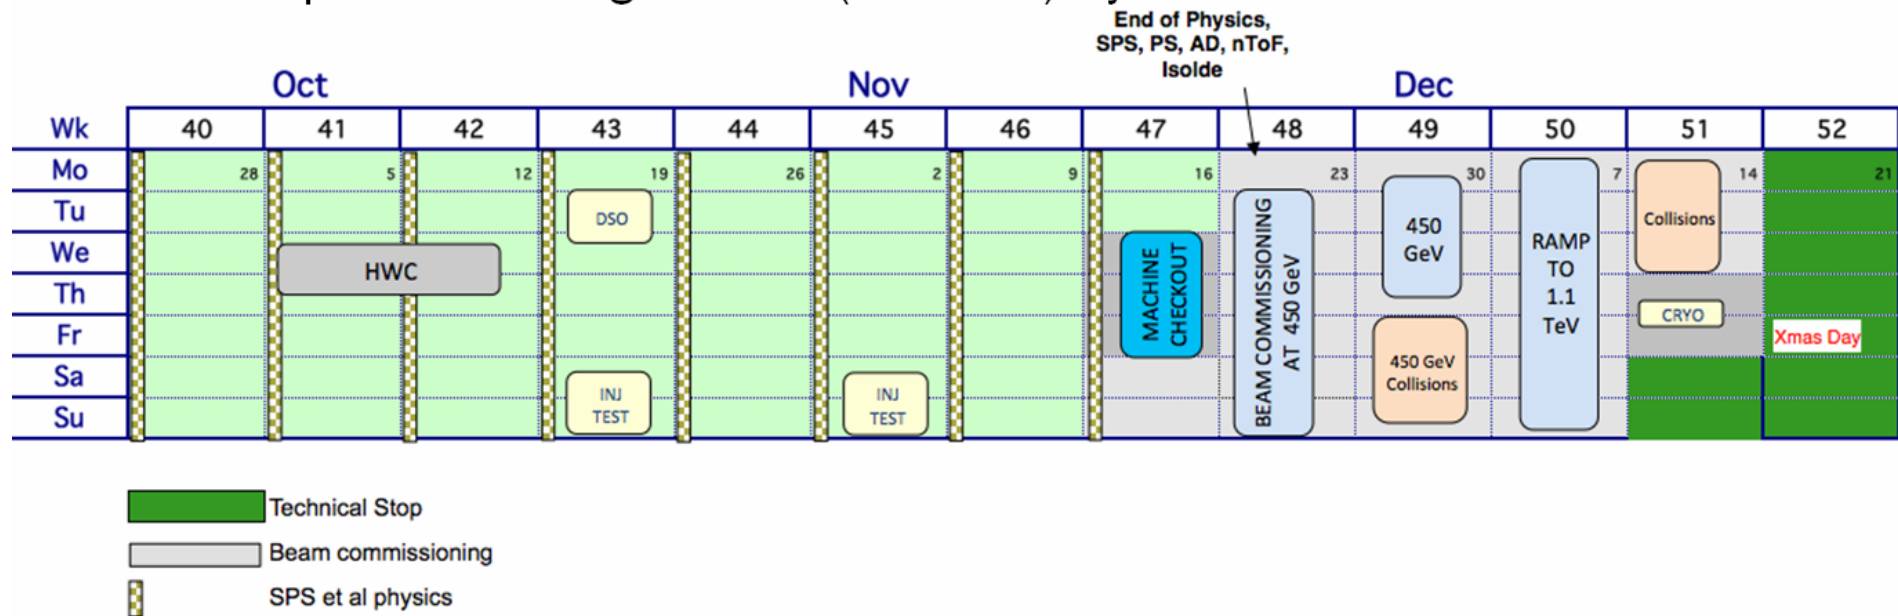 End of Physics,
SPS, PS, AD, nToF,
Isolde
Oct Nov Dec
Wk 40 41 42 43 44 45 46 47 48 49 50 51 52
Mo 28 5 12 19 26 2 9 16 23 30 7 14 21
Tu
We
Th
Fr
Sa
Su
HWC
DSO
INJ
TEST
INJ
TEST
MACHINE
CHECKOUT
BEAM COMMISSIONING
AT 450 GeV
450
GeV
450 GeV
Collisions
RAMP
TO
1.1
TeV
Collisions
CRYO
Xmas Day
Technical Stop
Beam commissioning
SPS et al physics